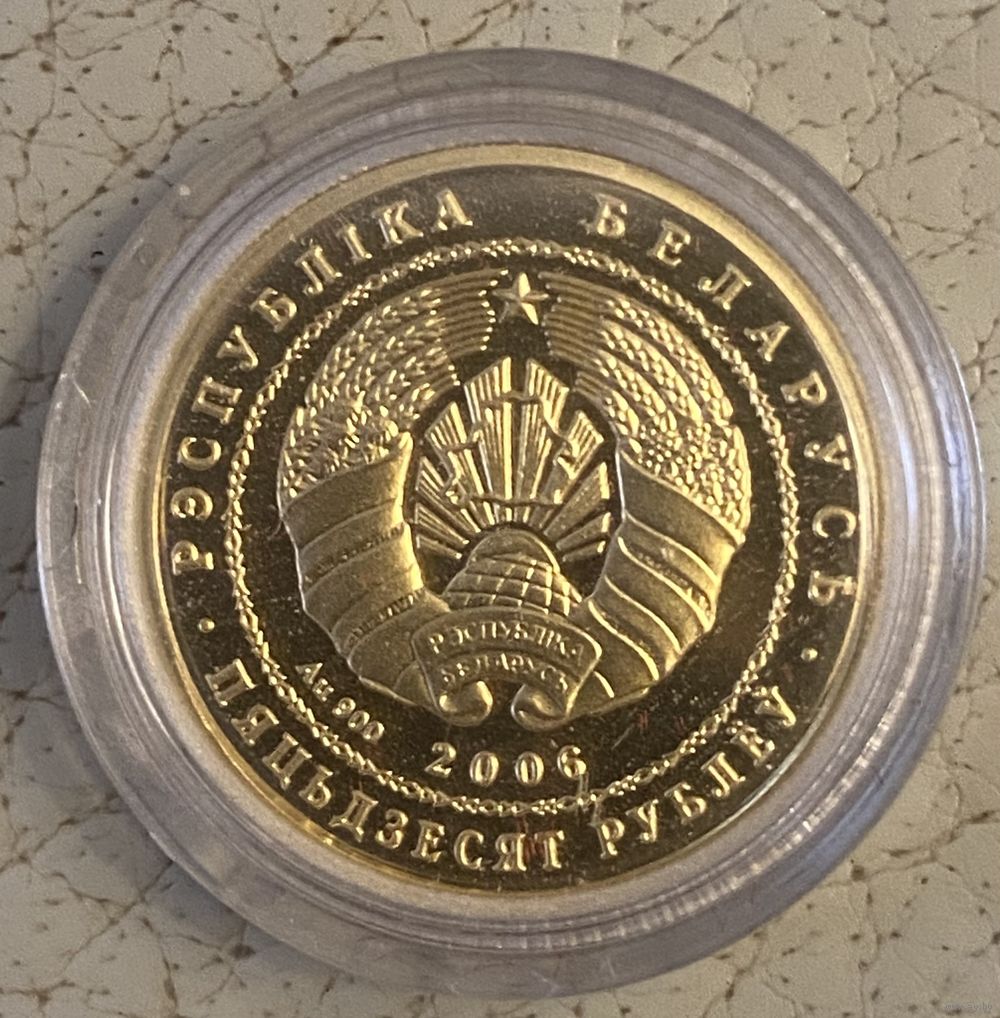 РЭСПУБЛІКА БЕЛАРУСЬ
РЭСПУБЛІКА
БЕЛАРУСЬ
Au 900
2006
· ПЯЦЬДЗЕСЯТ РУБЛЁЎ ·